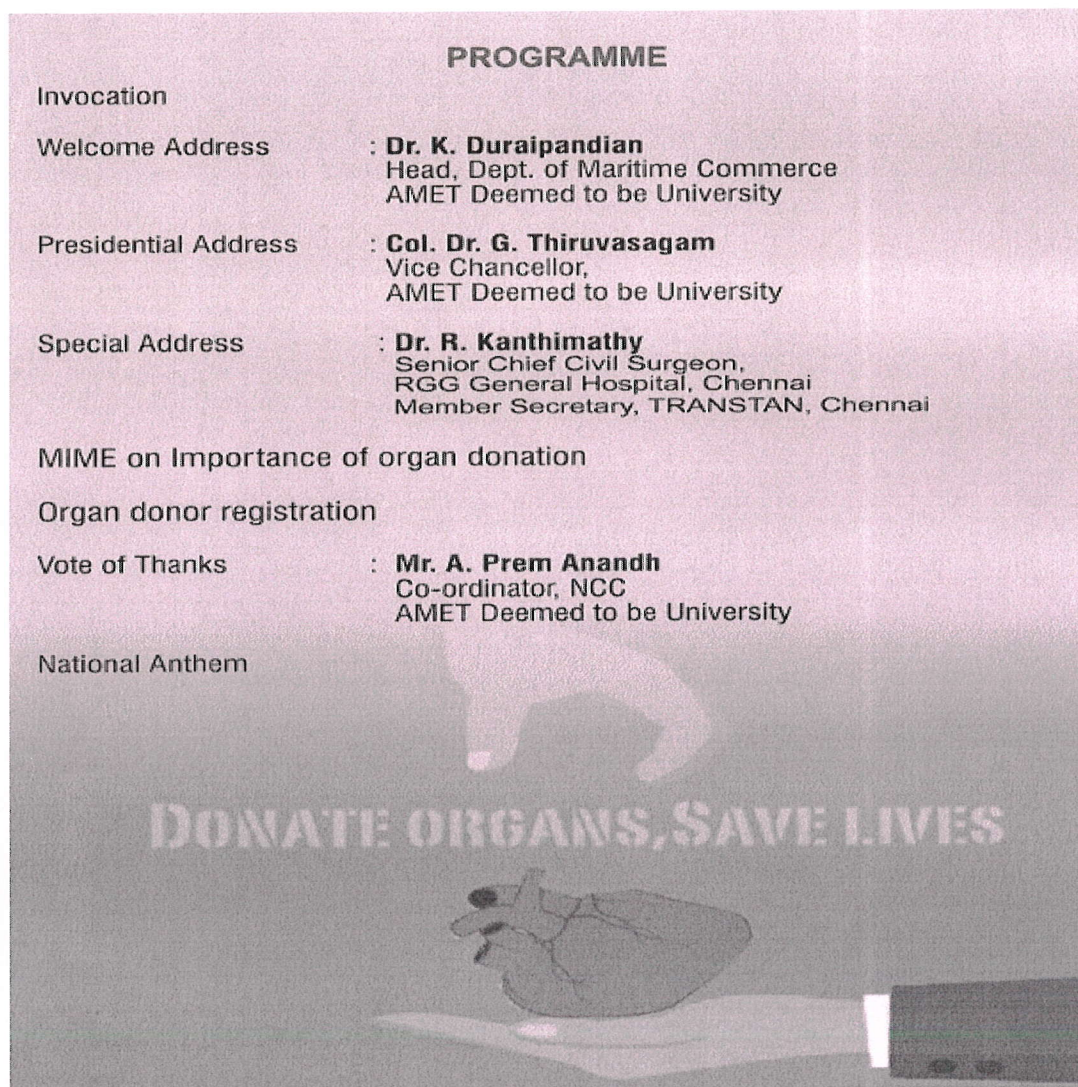 PROGRAMME
Invocation
Welcome Address : Dr. K. Duraipandian
Head, Dept. of Maritime Commerce
AMET Deemed to be University
Presidential Address : Col. Dr. G. Thiruvasagam
Vice Chancellor,
AMET Deemed to be University
Special Address : Dr. R. Kanthimathy
Senior Chief Civil Surgeon,
RGG General Hospital, Chennai
Member Secretary, TRANSTAN, Chennai
MIME on Importance of organ donation
Organ donor registration
Vote of Thanks : Mr. A. Prem Anandh
Co-ordinator, NCC
AMET Deemed to be University
National Anthem
DONATE ORGANS,SAVE LIVES